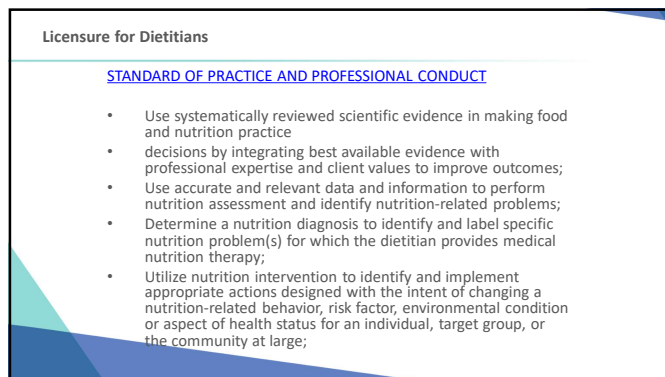 Licensure for Dietitians
STANDARD OF PRACTICE AND PROFESSIONAL CONDUCT
• Use systematically reviewed scientific evidence in making food
and nutrition practice
• decisions by integrating best available evidence with
professional expertise and client values to improve outcomes;
• Use accurate and relevant data and information to perform
nutrition assessment and identify nutrition-related problems;
• Determine a nutrition diagnosis to identify and label specific
nutrition problem(s) for which the dietitian provides medical
nutrition therapy;
• Utilize nutrition intervention to identify and implement
appropriate actions designed with the intent of changing a
nutrition-related behavior, risk factor, environmental condition
or aspect of health status for an individual, target group, or
the community at large;